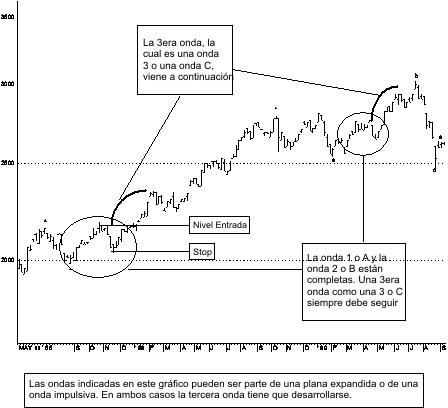 3500
3000
2500
2000
La 3era onda, la
cual es una onda
3 o una onda C,
viene a continuación
b
Nivel Entrada
Stop
La onda 1 o A y la
onda 2 o B están
completas. Una 3era
onda como una 3 o C
siempre debe seguir
S O N D F M A M J J A S O N D F M A M J J A S
Las ondas indicadas en este gráfico pueden ser parte de una plana expandida o de una
onda impulsiva. En ambos casos la tercera onda tiene que desarrollarse.